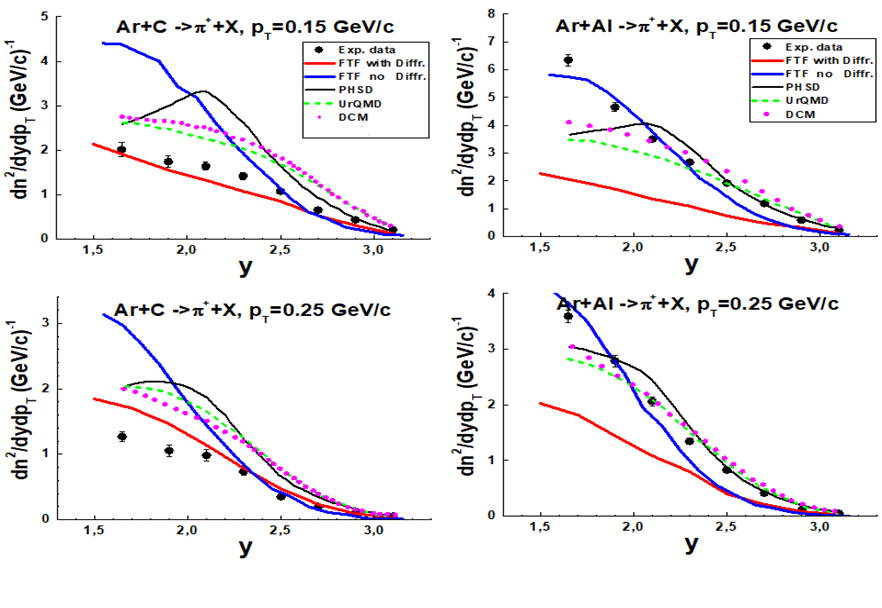 Ar+C ->π⁺+X, p_T=0.15 GeV/c
dn²/dydp_T (GeV/c)⁻¹
5
4
3
2
1
0
Exp. data
FTF with Diffr.
FTF no Diffr.
PHSD
UrQMD
DCM
1,5 2,0 2,5 3,0
y
Ar+Al ->π⁺+X, p_T=0.15 GeV/c
dn²/dydp_T (GeV/c)⁻¹
8
7
6
5
4
3
2
1
0
Exp. data
FTF with Diffr.
FTF no Diffr.
PHSD
UrQMD
DCM
1,5 2,0 2,5 3,0
y
Ar+C ->π⁺+X, p_T=0.25 GeV/c
dn²/dydp_T (GeV/c)⁻¹
3
2
1
0
1,5 2,0 2,5 3,0
y
Ar+Al ->π⁺+X, p_T=0.25 GeV/c
dn²/dydp_T (GeV/c)⁻¹
4
3
2
1
0
1,5 2,0 2,5 3,0
y